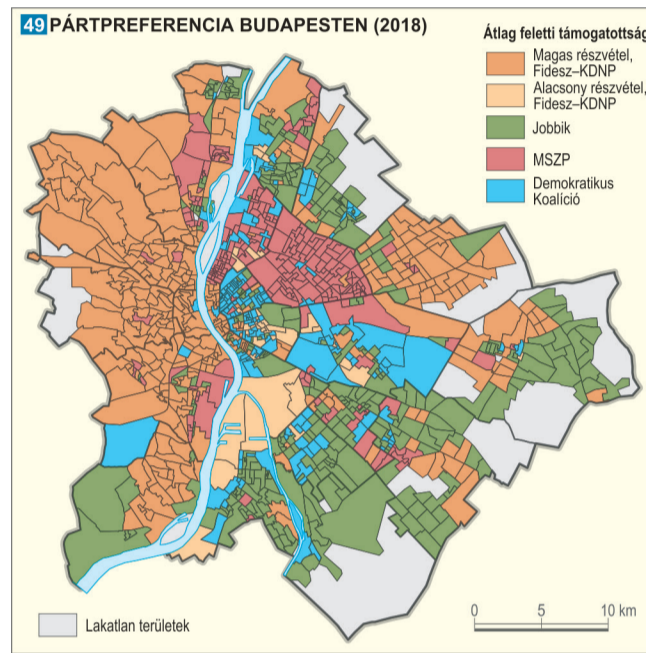 49 PÁRTPREFERENCIA BUDAPESTEN (2018)
Átlag feletti támogatottság
Magas részvétel,
Fidesz–KDNP
Alacsony részvétel,
Fidesz–KDNP
Jobbik
MSZP
Demokratikus
Koalíció
Lakatlan területek
0 5 10 km